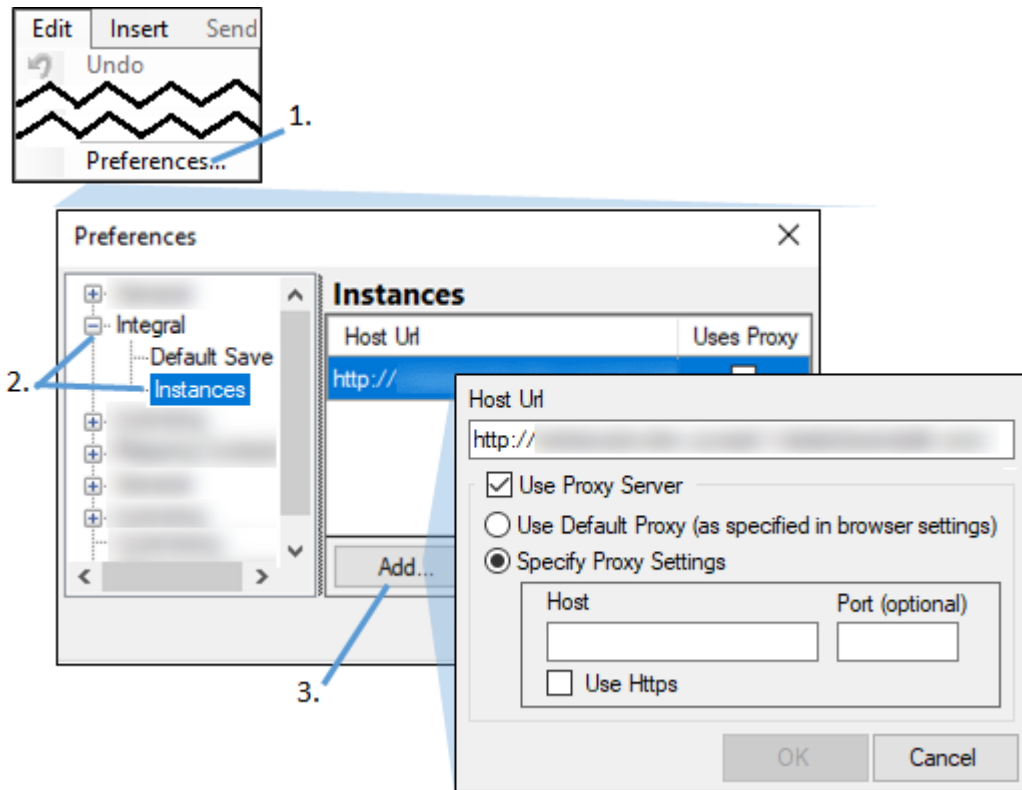 Edit Insert Send
Undo
1.
Preferences...
Preferences
Instances
Integral
Host Url Uses Proxy
Default Save
2.
Instances
http://
Host Url
http://
Use Proxy Server
Use Default Proxy (as specified in browser settings)
Specify Proxy Settings
Add...
Host Port (optional)
Use Https
3.
OK Cancel